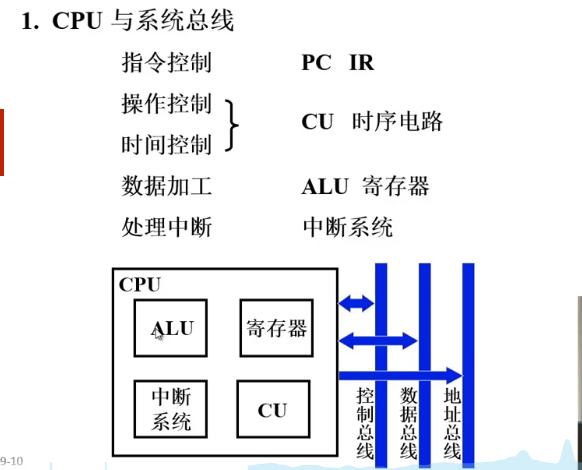 1. CPU 与系统总线
指令控制 PC IR
操作控制
时间控制
CU 时序电路
数据加工 ALU 寄存器
处理中断 中断系统
CPU
ALU 寄存器
中断
系统
CU
控制总线
数据总线
地址总线
9-10